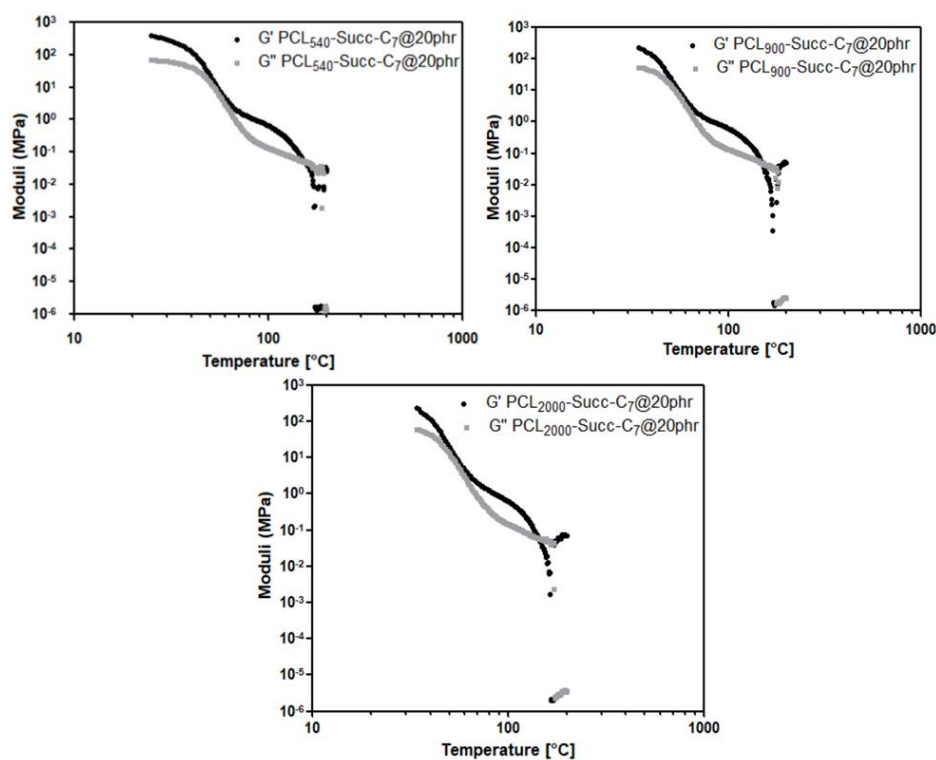 G' PCL₅₄₀-Succ-C₇@20phr
G" PCL₅₄₀-Succ-C₇@20phr
Moduli (MPa)
10³
10²
10¹
10⁰
10⁻¹
10⁻²
10⁻³
10⁻⁴
10⁻⁵
10⁻⁶
10 100 1000
Temperature [°C]
G' PCL₉₀₀-Succ-C₇@20phr
G" PCL₉₀₀-Succ-C₇@20phr
Moduli (MPa)
10³
10²
10¹
10⁰
10⁻¹
10⁻²
10⁻³
10⁻⁴
10⁻⁵
10⁻⁶
10 100 1000
Temperature [°C]
G' PCL₂₀₀₀-Succ-C₇@20phr
G" PCL₂₀₀₀-Succ-C₇@20phr
Moduli (MPa)
10³
10²
10¹
10⁰
10⁻¹
10⁻²
10⁻³
10⁻⁴
10⁻⁵
10⁻⁶
10 100 1000
Temperature [°C]